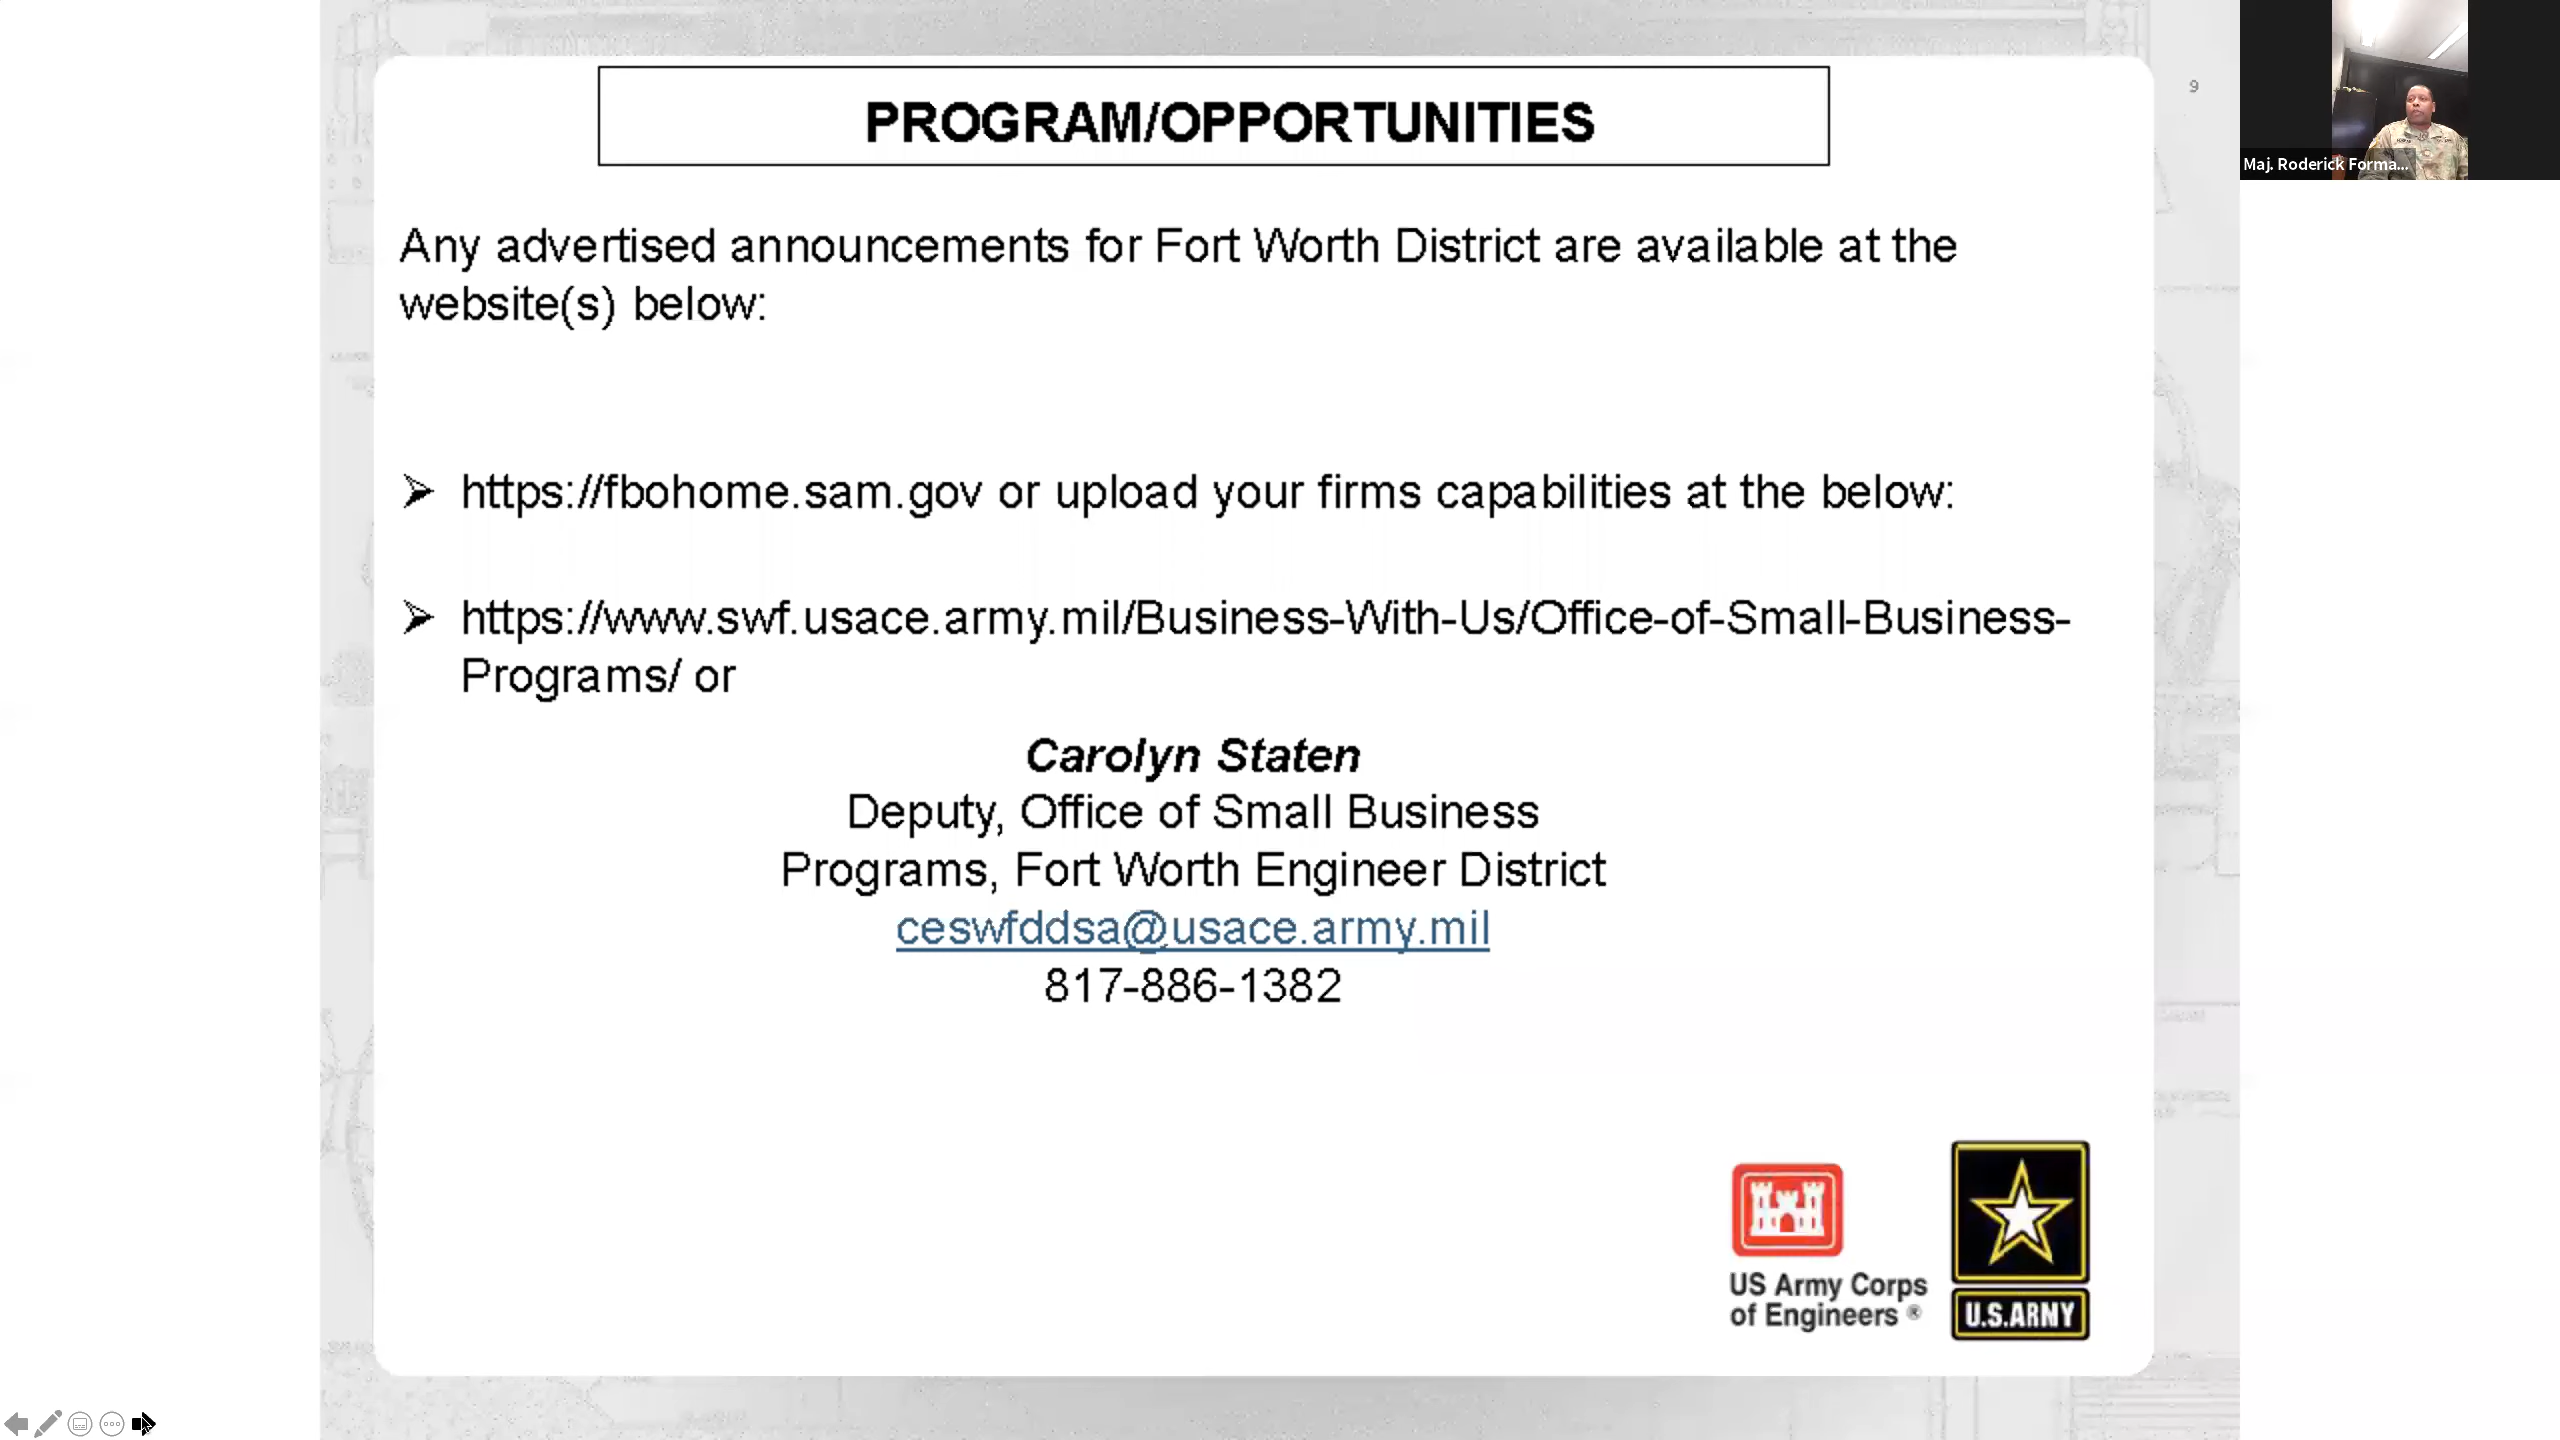 PROGRAM/OPPORTUNITIES
9
Maj. Roderick Forma...
Any advertised announcements for Fort Worth District are available at the
website(s) below:
https://fbohome.sam.gov or upload your firms capabilities at the below:
https://www.swf.usace.army.mil/Business-With-Us/Office-of-Small-Business-
Programs/ or
Carolyn Staten
Deputy, Office of Small Business
Programs, Fort Worth Engineer District
ceswfddsa@usace.army.mil
817-886-1382
US Army Corps
of Engineers ®
U.S.ARMY